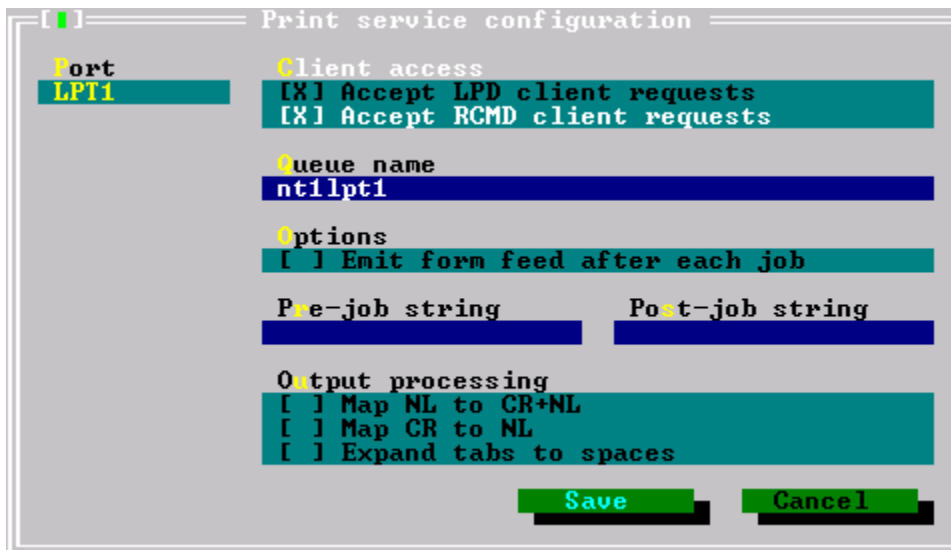 [▮] Print service configuration
Port
LPT1
Client access
[X] Accept LPD client requests
[X] Accept RCMD client requests
Queue name
nt1lpt1
Options
[ ] Emit form feed after each job
Pre-job string
Post-job string
Output processing
[ ] Map NL to CR+NL
[ ] Map CR to NL
[ ] Expand tabs to spaces
Save
Cancel